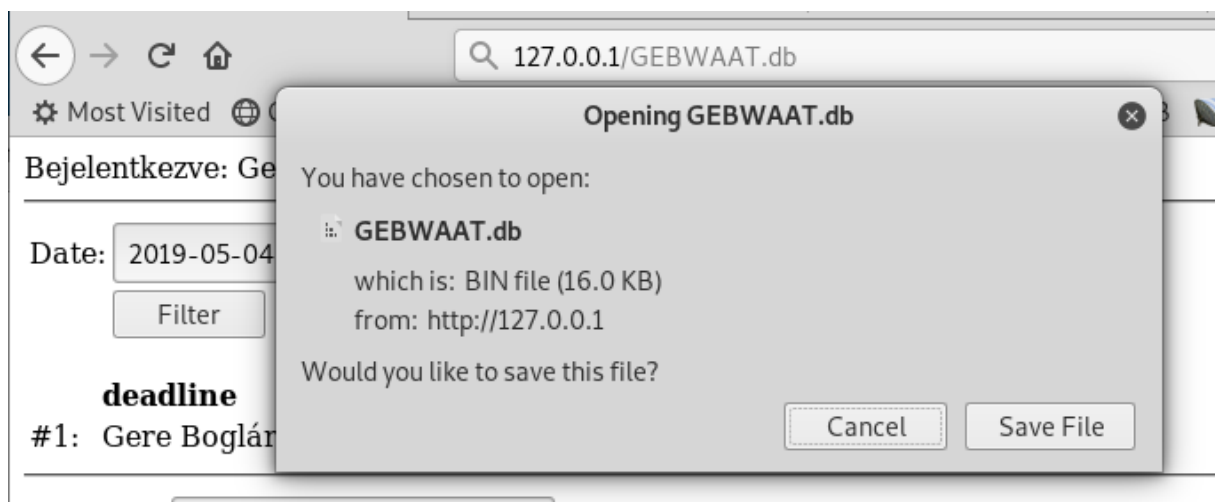 127.0.0.1/GEBWAAT.db
Most Visited
Opening GEBWAAT.db
Bejelentkezve:
You have chosen to open:
GEBWAAT.db
which is: BIN file (16.0 KB)
from: http://127.0.0.1
Would you like to save this file?
Cancel Save File
Date: 2019-05-04
Filter
deadline
#1: Gere